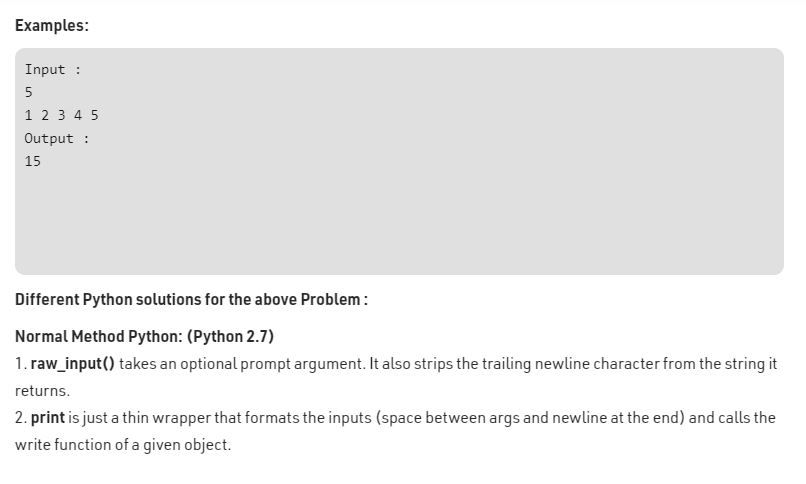 Examples:
Input :
5
1 2 3 4 5
Output :
15
Different Python solutions for the above Problem :
Normal Method Python: (Python 2.7)
1. raw_input() takes an optional prompt argument. It also strips the trailing newline character from the string it
returns.
2. print is just a thin wrapper that formats the inputs (space between args and newline at the end) and calls the
write function of a given object.